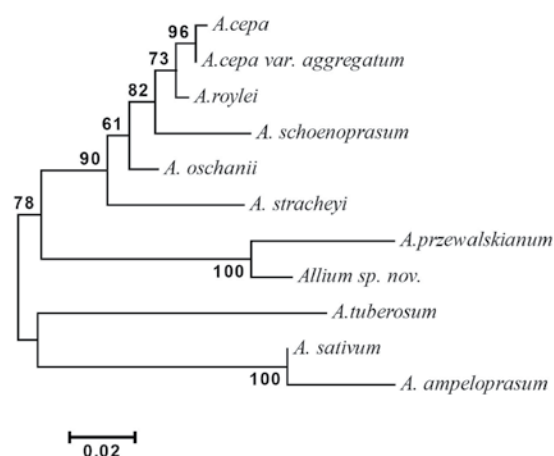 A.cepa
96
A.cepa var. aggregatum
73
A.roylei
82
A. schoenoprasum
61
A. oschanii
90
A. stracheyi
78
A.przewalskianum
100
Allium sp. nov.
A.tuberosum
A. sativum
100
A. ampeloprasum
0.02